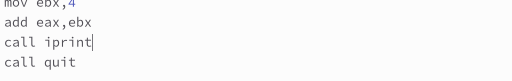 mov ebx,4
add eax,ebx
call iprint
call quit